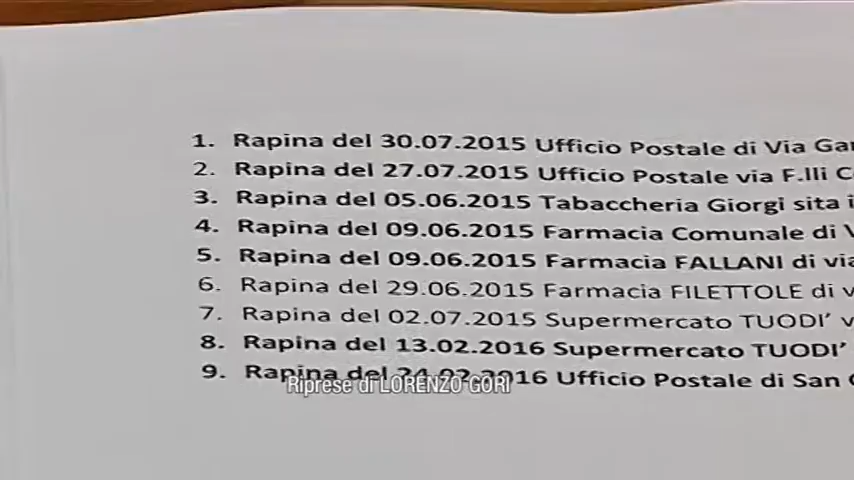 1. Rapina del 30.07.2015 Ufficio Postale di Via
2. Rapina del 27.07.2015 Ufficio Postale via F.lli
3. Rapina del 05.06.2015 Tabaccheria Giorgi sita
4. Rapina del 09.06.2015 Farmacia Comunale di
5. Rapina del 09.06.2015 Farmacia FALLANI di via
6. Rapina del 29.06.2015 Farmacia FILETTOLE di
7. Rapina del 02.07.2015 Supermercato TUODI’
8. Rapina del 13.02.2016 Supermercato TUODI’
9. Rapina del 24.02.2016 Ufficio Postale di San
Riprese di LORENZO GORI